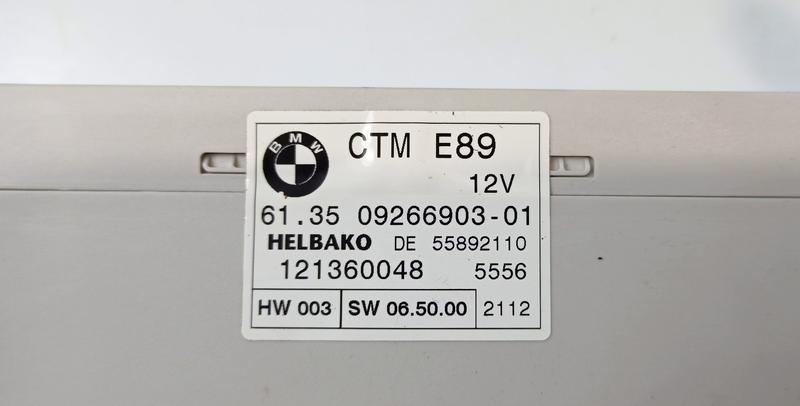 BMW
CTM E89
12V
61.35 09266903-01
HELBAKO DE 55892110
121360048 5556
HW 003 SW 06.50.00 2112